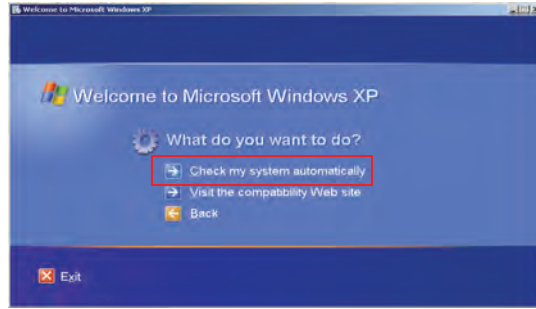 Welcome to Microsoft Windows XP
Welcome to Microsoft Windows XP
What do you want to do?
Check my system automatically
Visit the compatibility Web site
Back
Exit